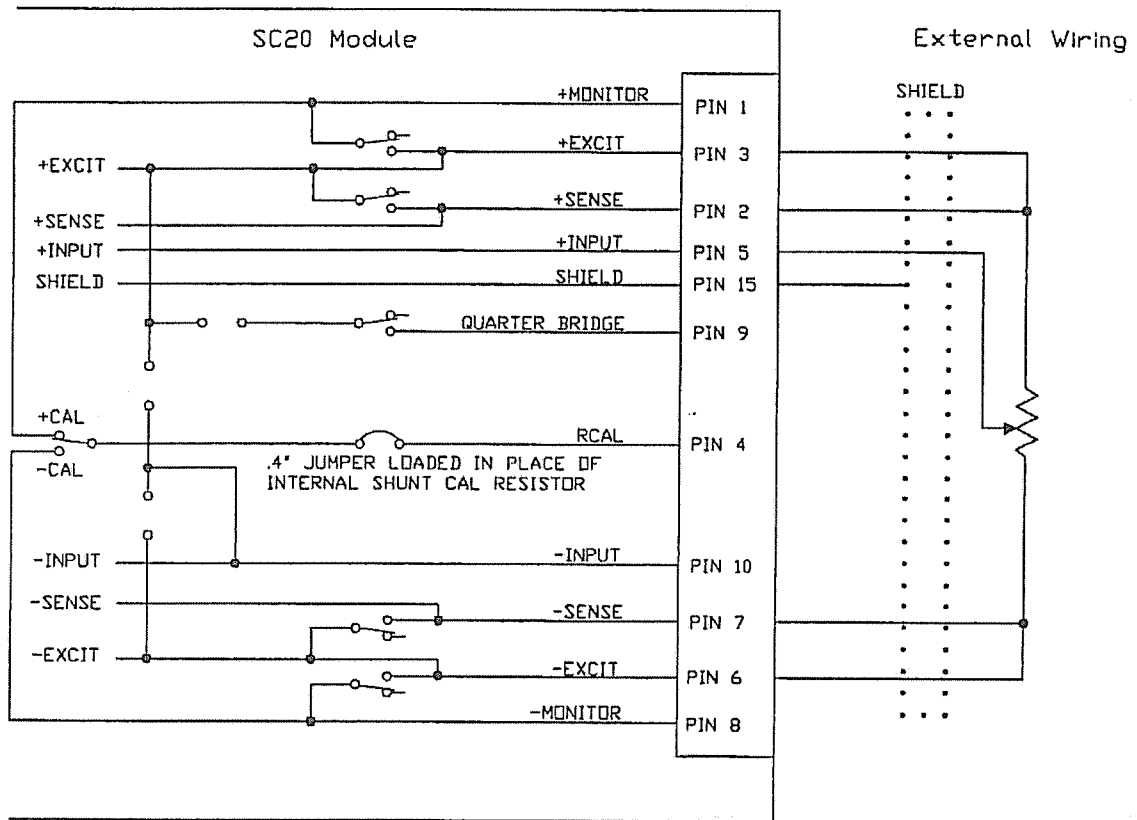 SC20 Module
External Wiring
SHIELD
+MONITOR
PIN 1
+EXCIT
PIN 3
+EXCIT
+SENSE
PIN 2
+SENSE
+INPUT
+INPUT
PIN 5
SHIELD
SHIELD
PIN 15
QUARTER BRIDGE
PIN 9
+CAL
RCAL
PIN 4
-CAL
.4" JUMPER LOADED IN PLACE OF
INTERNAL SHUNT CAL RESISTOR
-INPUT
-INPUT
PIN 10
-SENSE
-SENSE
PIN 7
-EXCIT
-EXCIT
PIN 6
-MONITOR
PIN 8